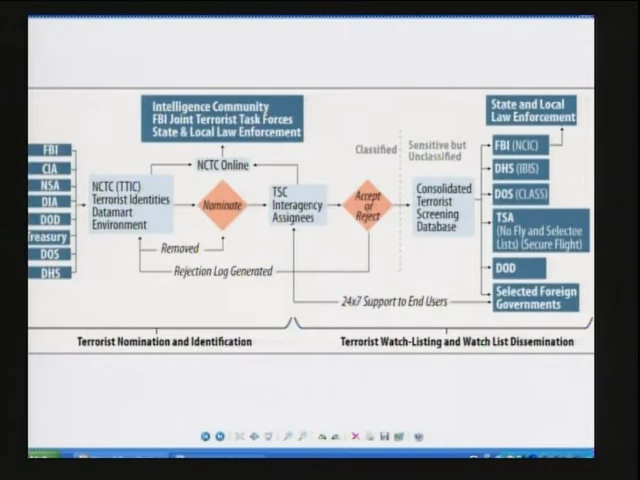 Intelligence Community
FBI Joint Terrorist Task Forces
State & Local Law Enforcement
State and Local
Law Enforcement
FBI
CIA
NSA
DIA
DOD
Treasury
DOS
DHS
NCTC (TTIC)
Terrorist Identities
Datamart
Environment
NCTC Online
Nominate
Removed
Rejection Log Generated
TSC
Interagency
Assignees
Accept
or
Reject
Classified
Sensitive but
Unclassified
Consolidated
Terrorist
Screening
Database
FBI (NCIC)
DHS (IBIS)
DOS (CLASS)
TSA
(No Fly and Selectee
Lists) (Secure Flight)
DOD
Selected Foreign
Governments
24x7 Support to End Users
Terrorist Nomination and Identification
Terrorist Watch-Listing and Watch List Dissemination